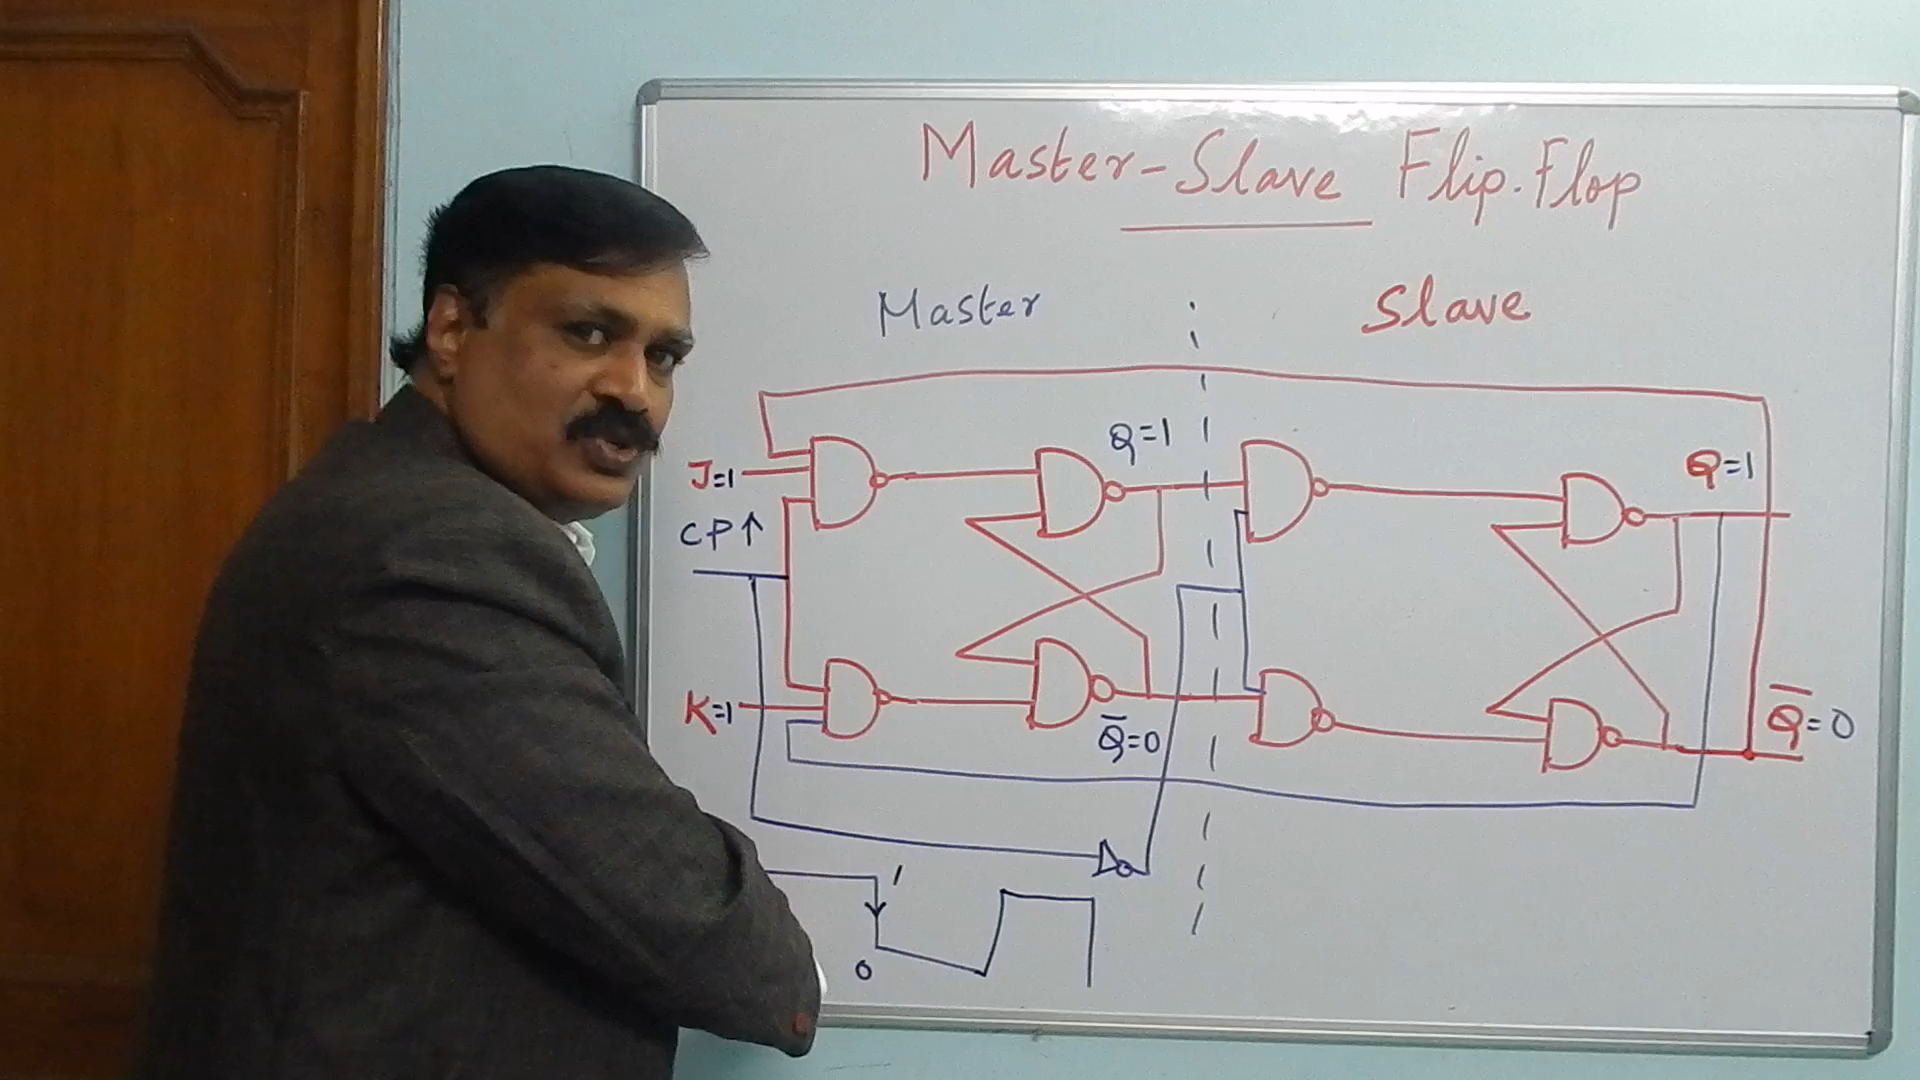 Master-Slave Flip.Flop
Master
Slave
Q=1
Q=1
J=1
CP↑
K=1
Q̅=0
Q̅=0
1
0